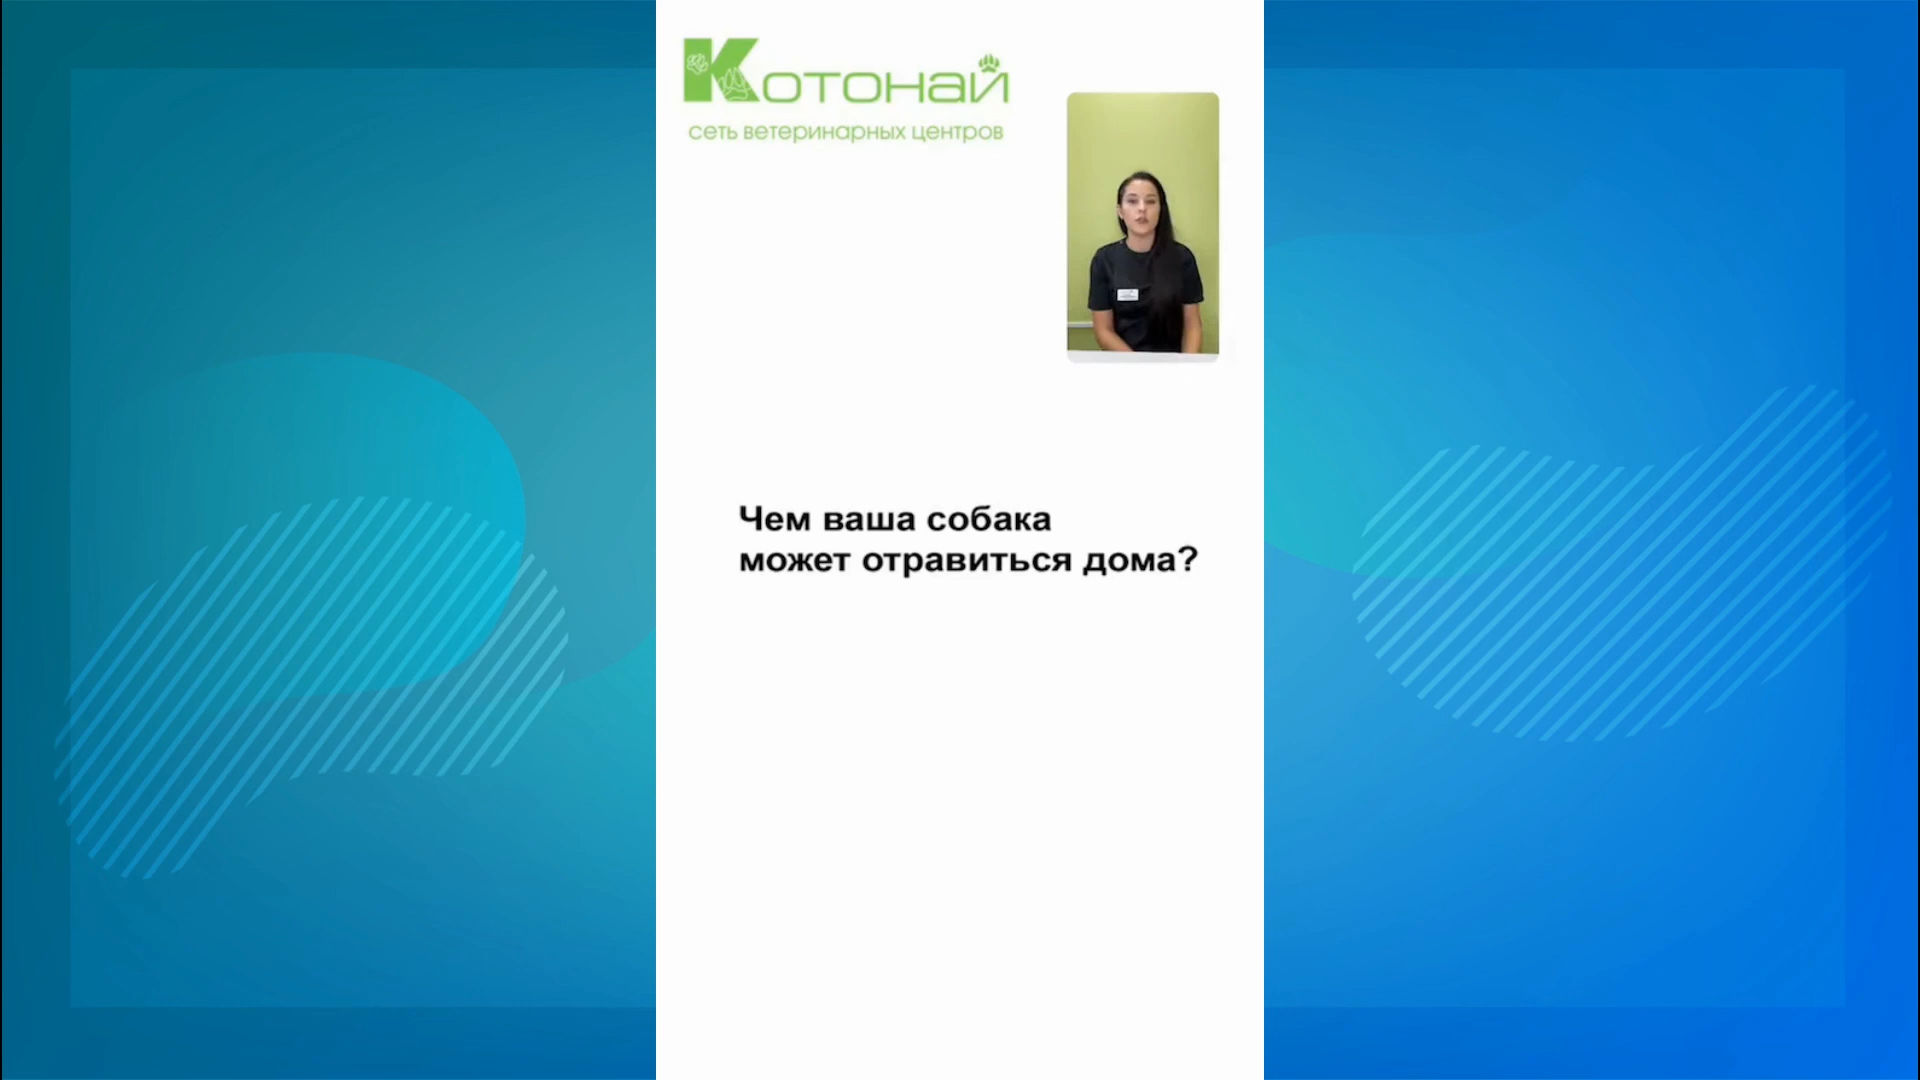 Котонай
сеть ветеринарных центров
Чем ваша собака
может отравиться дома?